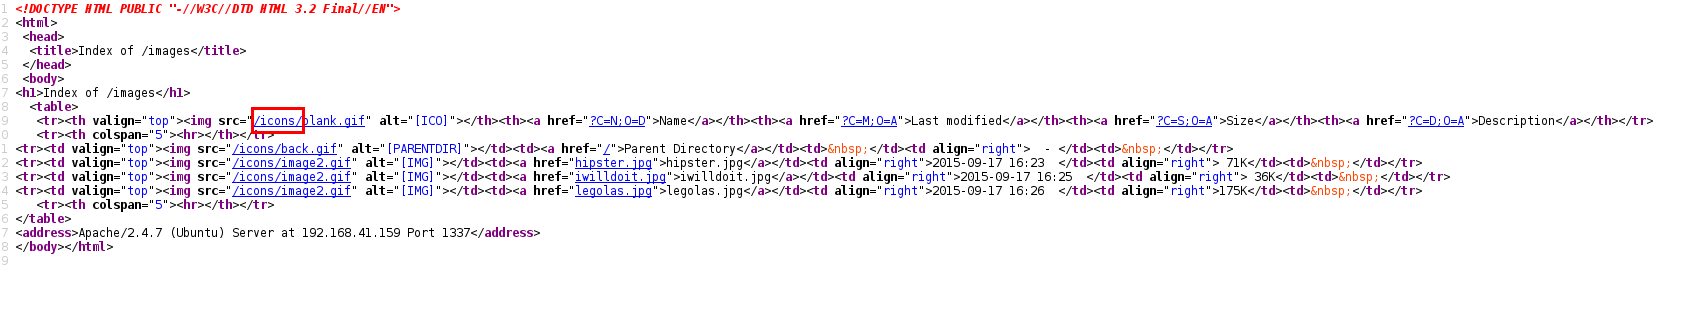 1 <!DOCTYPE HTML PUBLIC "-//W3C//DTD HTML 3.2 Final//EN">
2 <html>
3 <head>
4 <title>Index of /images</title>
5 </head>
6 <body>
7 <h1>Index of /images</h1>
8 <table>
9 <tr><th valign="top"><img src="/icons/blank.gif" alt="[ICO]"></th><th><a href="?C=N;O=D">Name</a></th><th><a href="?C=M;O=A">Last modified</a></th><th><a href="?C=S;O=A">Size</a></th><th><a href="?C=D;O=A">Description</a></th></tr>
0 <tr><th colspan="5"><hr></th></tr>
1 <tr><td valign="top"><img src="/icons/back.gif" alt="[PARENTDIR]"></td><td><a href="/">Parent Directory</a></td><td>&nbsp;</td><td align="right">  - </td><td>&nbsp;</td></tr>
2 <tr><td valign="top"><img src="/icons/image2.gif" alt="[IMG]"></td><td><a href="hipster.jpg">hipster.jpg</a></td><td align="right">2015-09-17 16:23  </td><td align="right"> 71K</td><td>&nbsp;</td></tr>
3 <tr><td valign="top"><img src="/icons/image2.gif" alt="[IMG]"></td><td><a href="iwilldoit.jpg">iwilldoit.jpg</a></td><td align="right">2015-09-17 16:25  </td><td align="right"> 36K</td><td>&nbsp;</td></tr>
4 <tr><td valign="top"><img src="/icons/image2.gif" alt="[IMG]"></td><td><a href="legolas.jpg">legolas.jpg</a></td><td align="right">2015-09-17 16:26  </td><td align="right">175K</td><td>&nbsp;</td></tr>
5 <tr><th colspan="5"><hr></th></tr>
6 </table>
7 <address>Apache/2.4.7 (Ubuntu) Server at 192.168.41.159 Port 1337</address>
8 </body></html>
9